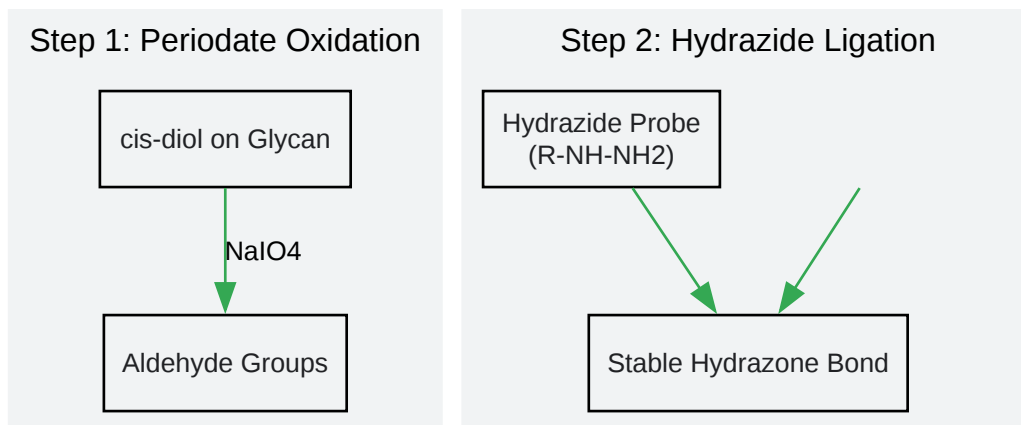 Step 1: Periodate Oxidation
cis-diol on Glycan
NaIO4
Aldehyde Groups
Step 2: Hydrazide Ligation
Hydrazide Probe
(R-NH-NH2)
Stable Hydrazone Bond